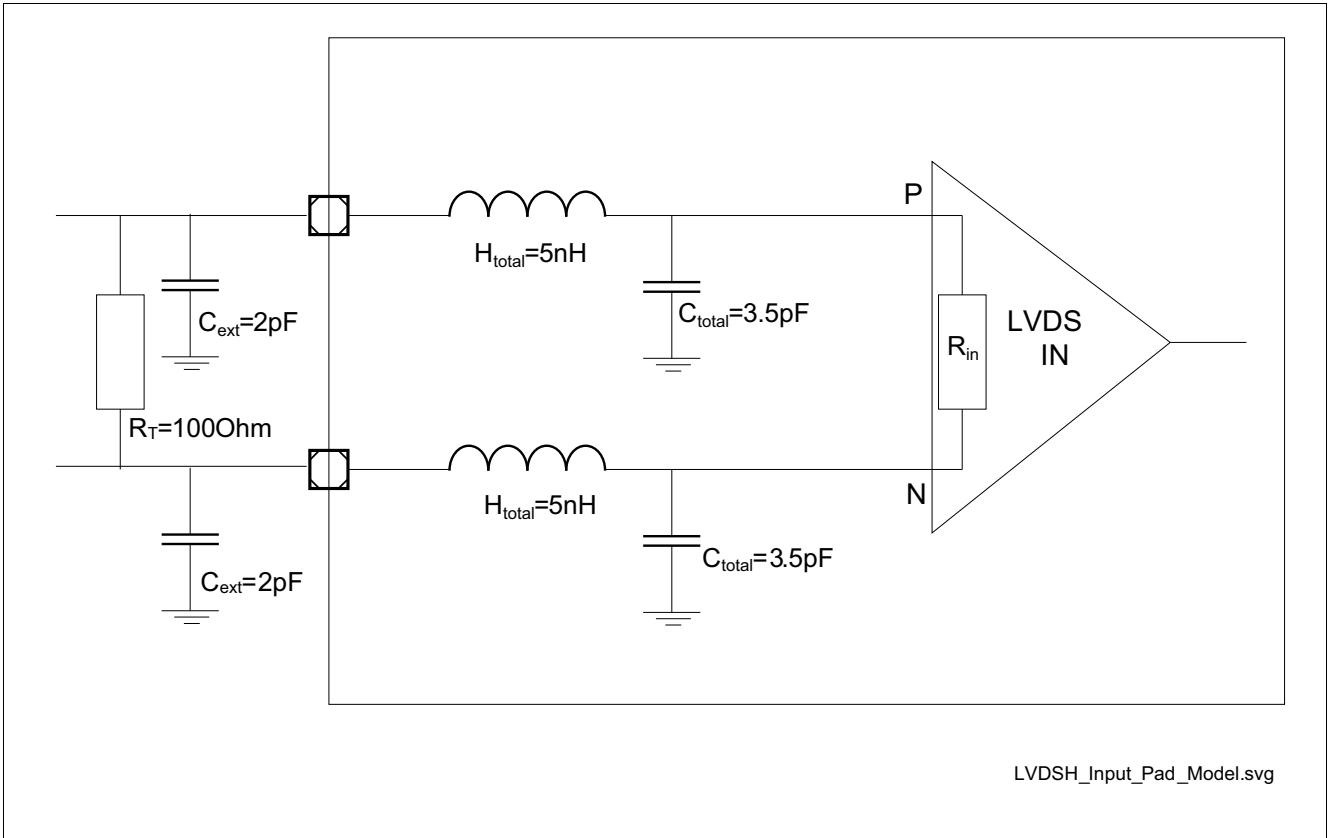 P
H_total=5nH
C_ext=2pF
C_total=3.5pF
LVDS
IN
R_in
R_T=100Ohm
N
H_total=5nH
C_ext=2pF
C_total=3.5pF
LVDSH_Input_Pad_Model.svg